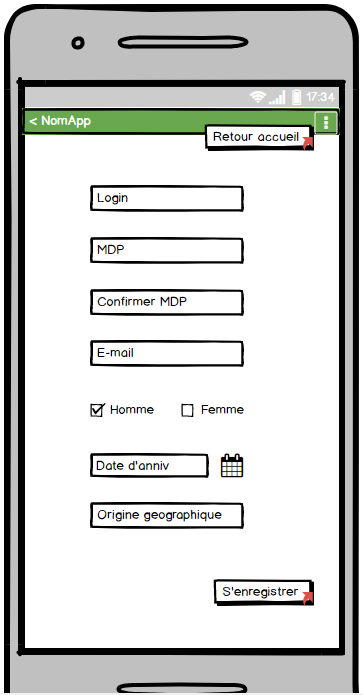 17:34
< NomApp
Retour accueil
Login
MDP
Confirmer MDP
E-mail
Homme Femme
Date d'anniv
Origine geographique
S'enregistrer